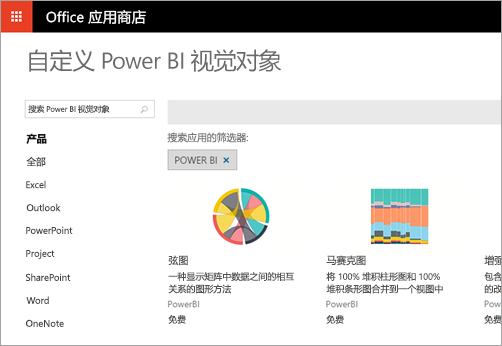 Office 应用商店
自定义 Power BI 视觉对象
搜索 Power BI 视觉对象
产品
全部
Excel
Outlook
PowerPoint
Project
SharePoint
Word
OneNote
搜索应用的筛选器:
POWER BI ×
弦图
一种显示矩阵中数据之间的相互
关系的图形方法
PowerBI
免费
马赛克图
将 100% 堆积柱形图和 100%
堆积条形图合并到一个视图中
PowerBI
免费
增强
包含
的改
Powe
免费